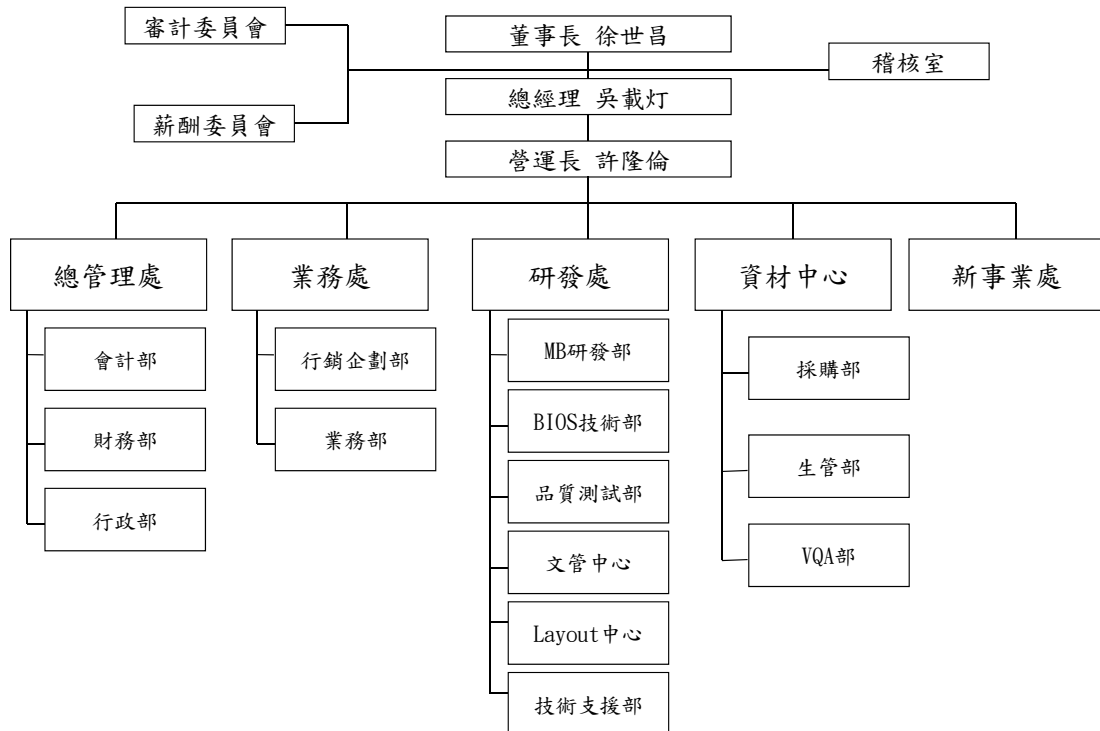 審計委員會
董事長 徐世昌
稽核室
總經理 吳載灯
薪酬委員會
營運長 許隆倫
總管理處
業務處
研發處
資材中心
新事業處
會計部
財務部
行政部
行銷企劃部
業務部
MB研發部
BIOS技術部
品質測試部
文管中心
Layout中心
技術支援部
採購部
生管部
VQA部